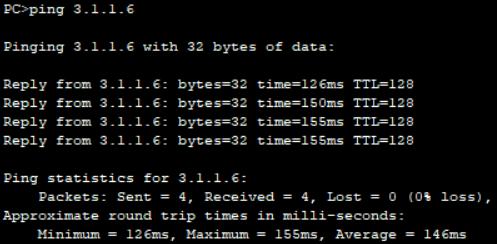 PC>ping 3.1.1.6
Pinging 3.1.1.6 with 32 bytes of data:
Reply from 3.1.1.6: bytes=32 time=126ms TTL=128
Reply from 3.1.1.6: bytes=32 time=150ms TTL=128
Reply from 3.1.1.6: bytes=32 time=155ms TTL=128
Reply from 3.1.1.6: bytes=32 time=155ms TTL=128
Ping statistics for 3.1.1.6:
    Packets: Sent = 4, Received = 4, Lost = 0 (0% loss),
Approximate round trip times in milli-seconds:
    Minimum = 126ms, Maximum = 155ms, Average = 146ms